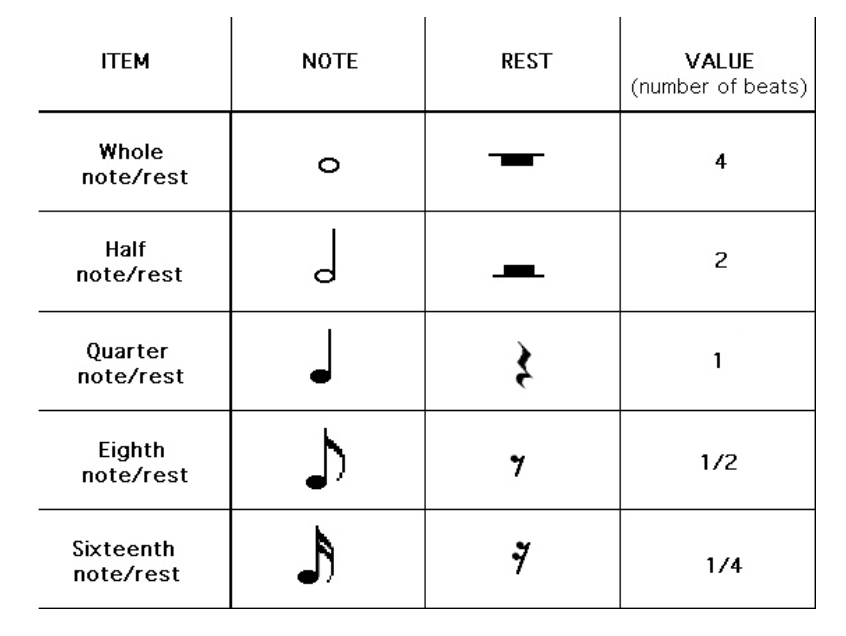 ITEM NOTE REST VALUE
(number of beats)
Whole
note/rest
4
Half
note/rest
2
Quarter
note/rest
1
Eighth
note/rest
1/2
Sixteenth
note/rest
1/4